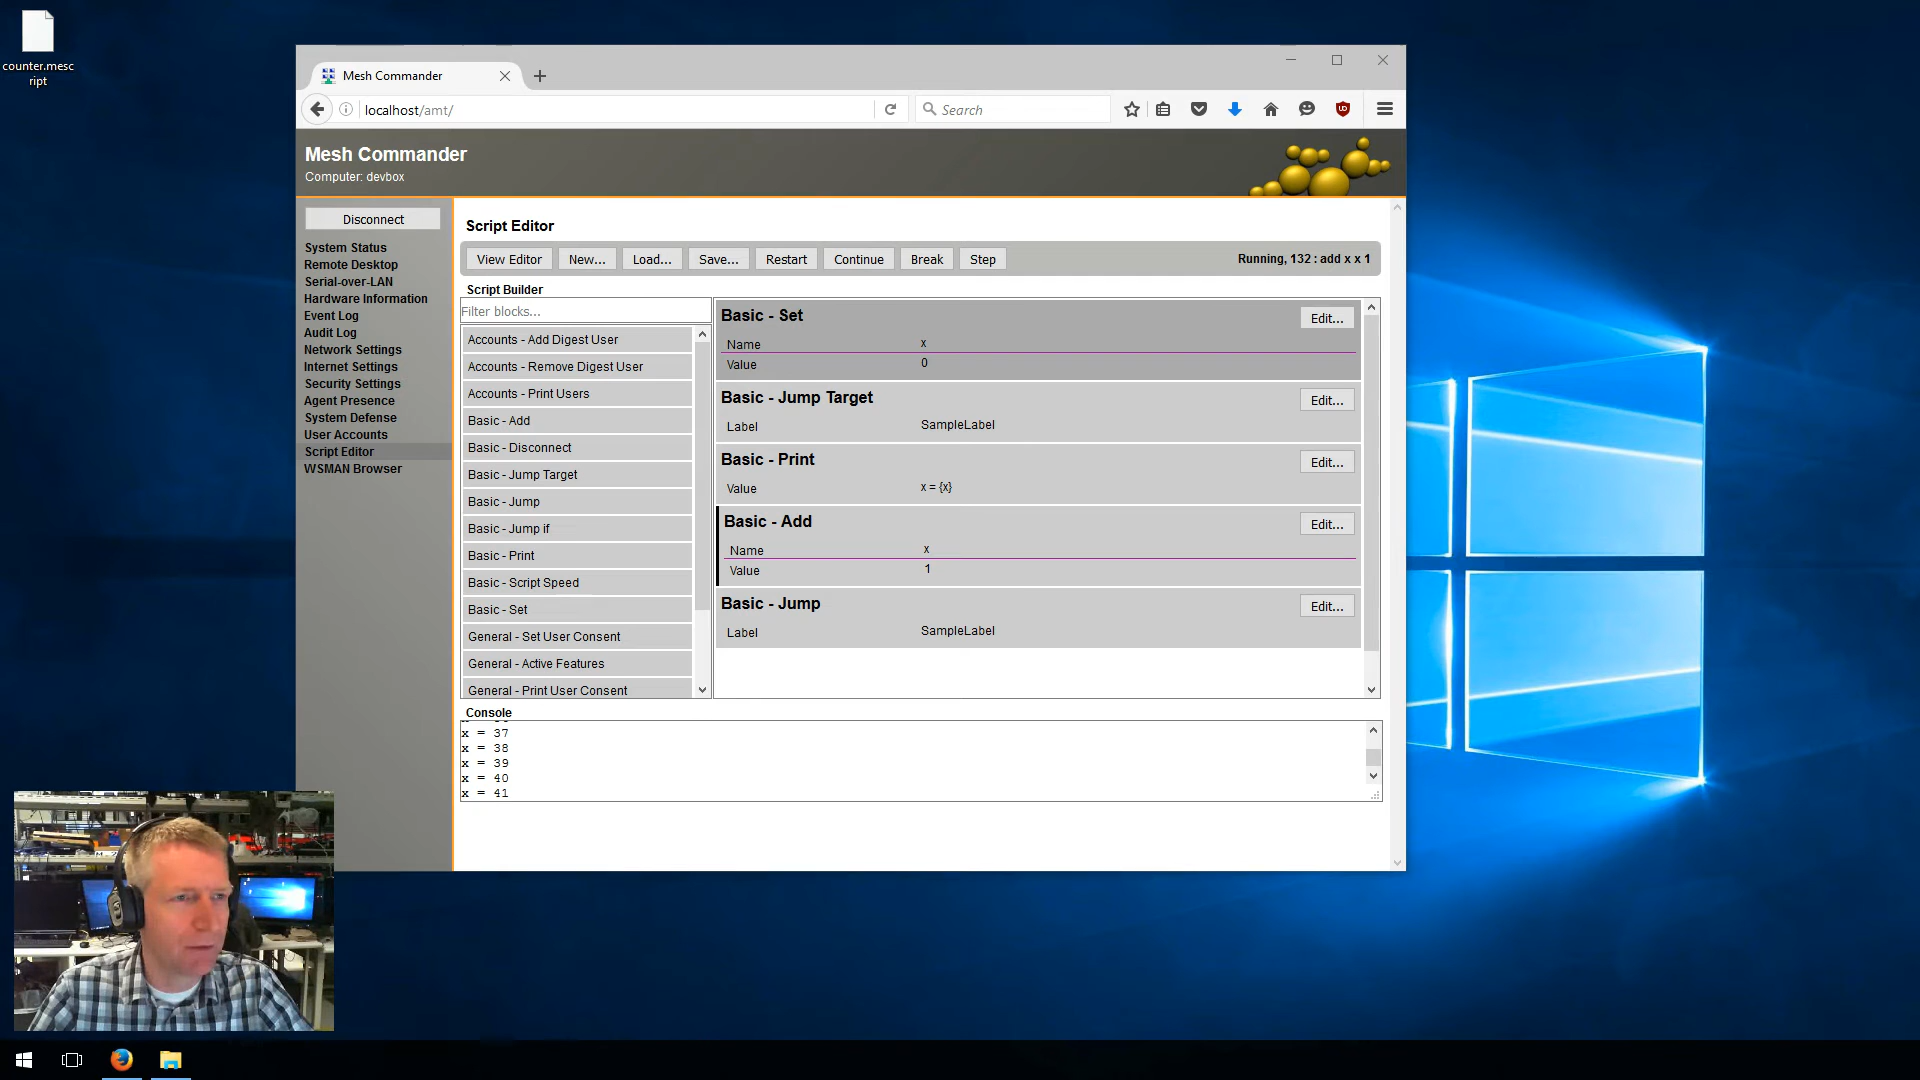 counter.mesc
ript
Mesh Commander
localhost/amt/
Search
Mesh Commander
Computer: devbox
Disconnect
System Status
Remote Desktop
Serial-over-LAN
Hardware Information
Event Log
Audit Log
Network Settings
Internet Settings
Security Settings
Agent Presence
System Defense
User Accounts
Script Editor
WSMAN Browser
Script Editor
View Editor New... Load... Save... Restart Continue Break Step Running, 132 : add x x 1
Script Builder
Filter blocks...
Accounts - Add Digest User
Accounts - Remove Digest User
Accounts - Print Users
Basic - Add
Basic - Disconnect
Basic - Jump Target
Basic - Jump
Basic - Jump if
Basic - Print
Basic - Script Speed
Basic - Set
General - Set User Consent
General - Active Features
General - Print User Consent
Basic - Set Edit...
Name x
Value 0
Basic - Jump Target Edit...
Label SampleLabel
Basic - Print Edit...
Value x = {x}
Basic - Add Edit...
Name x
Value 1
Basic - Jump Edit...
Label SampleLabel
Console
x = 37
x = 38
x = 39
x = 40
x = 41